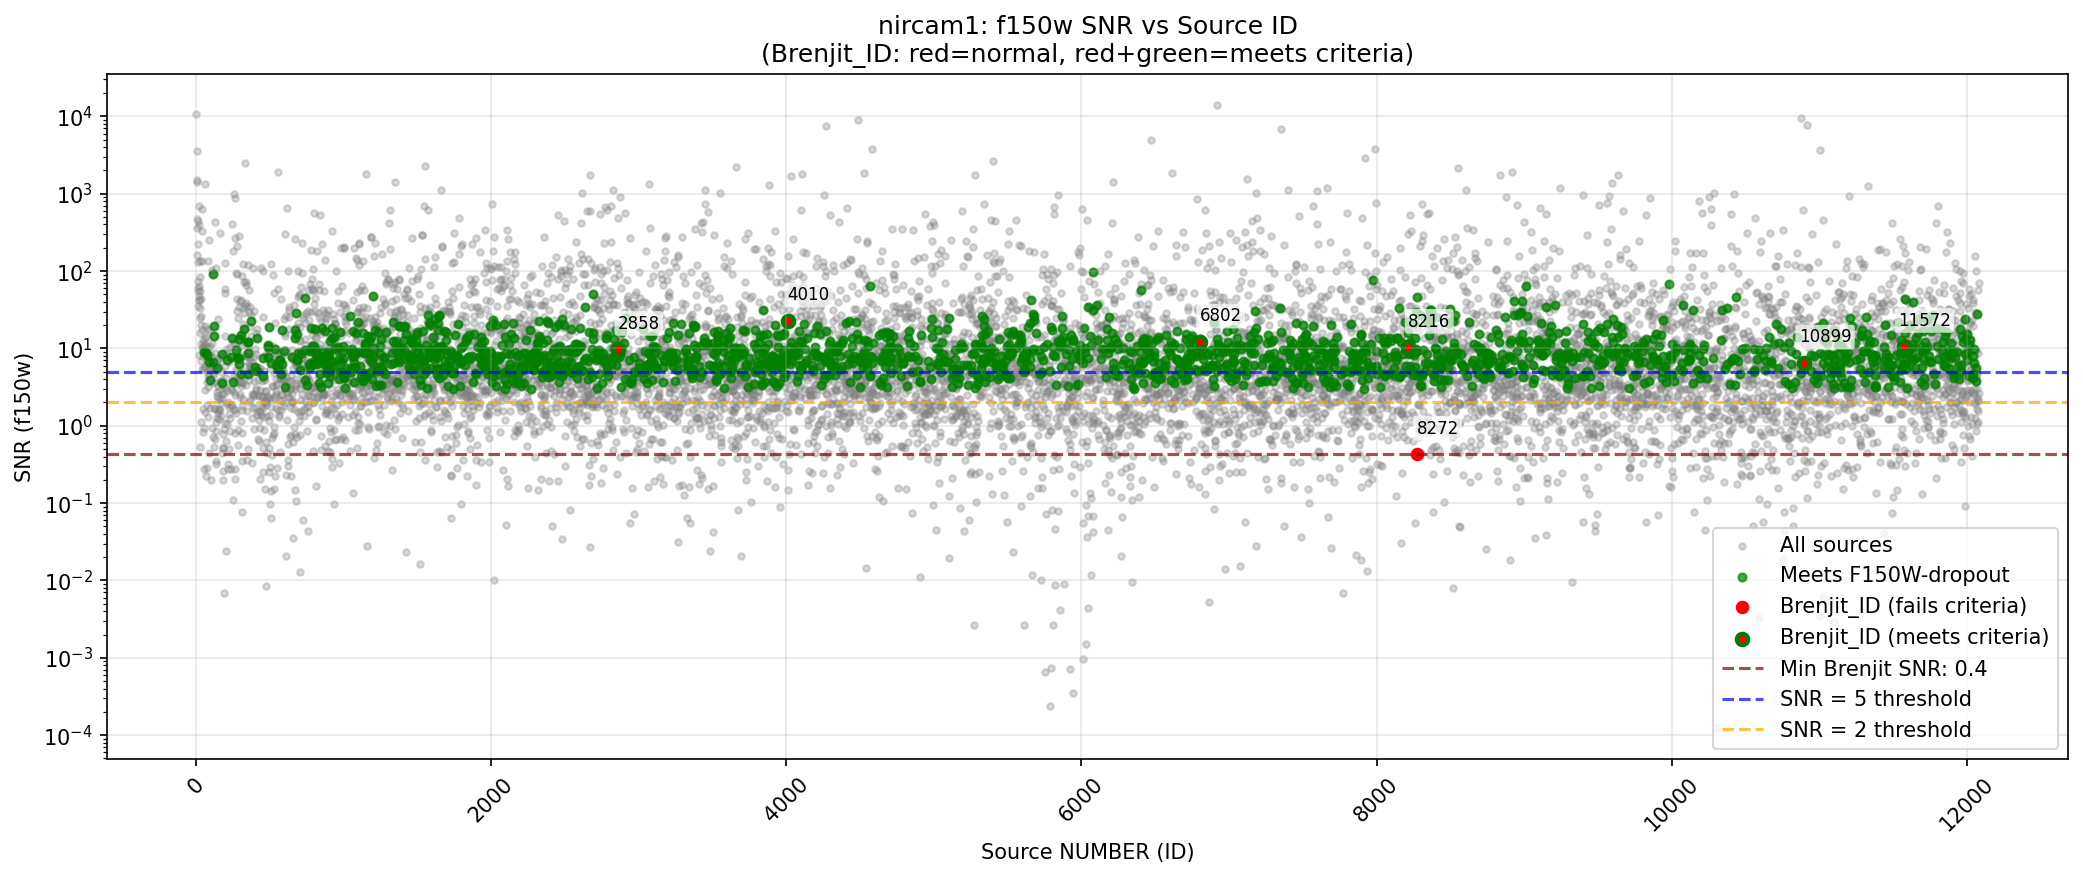 nircam1: f150w SNR vs Source ID
(Brenjit_ID: red=normal, red+green=meets criteria)
SNR (f150w)
10⁴
10³
10²
10¹
10⁰
10⁻¹
10⁻²
10⁻³
10⁻⁴
4010
2858
6802
8216
11572
10899
8272
All sources
Meets F150W-dropout
Brenjit_ID (fails criteria)
Brenjit_ID (meets criteria)
Min Brenjit SNR: 0.4
SNR = 5 threshold
SNR = 2 threshold
0
2000
4000
6000
8000
10000
12000
Source NUMBER (ID)